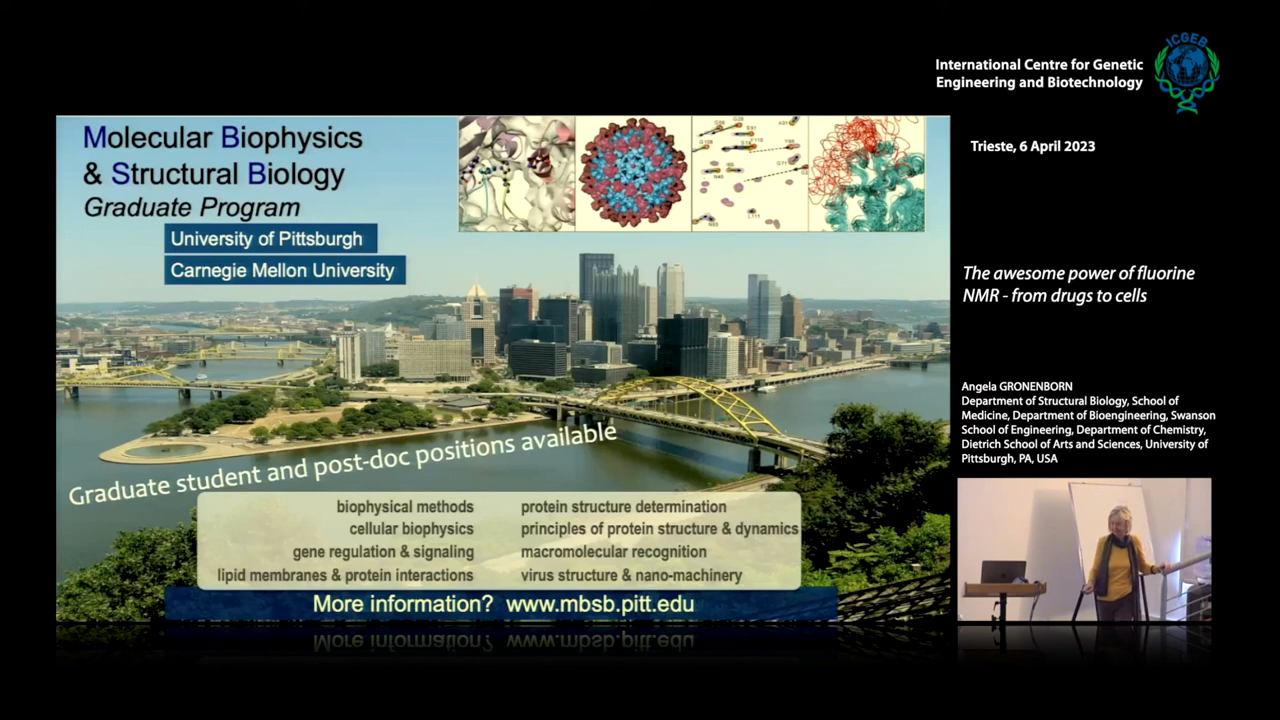 International Centre for Genetic
Engineering and Biotechnology
ICGEB
Trieste, 6 April 2023
The awesome power of fluorine
NMR - from drugs to cells
Angela GRONENBORN
Department of Structural Biology, School of
Medicine, Department of Bioengineering, Swanson
School of Engineering, Department of Chemistry,
Dietrich School of Arts and Sciences, University of
Pittsburgh, PA, USA
Molecular Biophysics
& Structural Biology
Graduate Program
University of Pittsburgh
Carnegie Mellon University
Graduate student and post-doc positions available
biophysical methods
cellular biophysics
gene regulation & signaling
lipid membranes & protein interactions
protein structure determination
principles of protein structure & dynamics
macromolecular recognition
virus structure & nano-machinery
More information? www.mbsb.pitt.edu